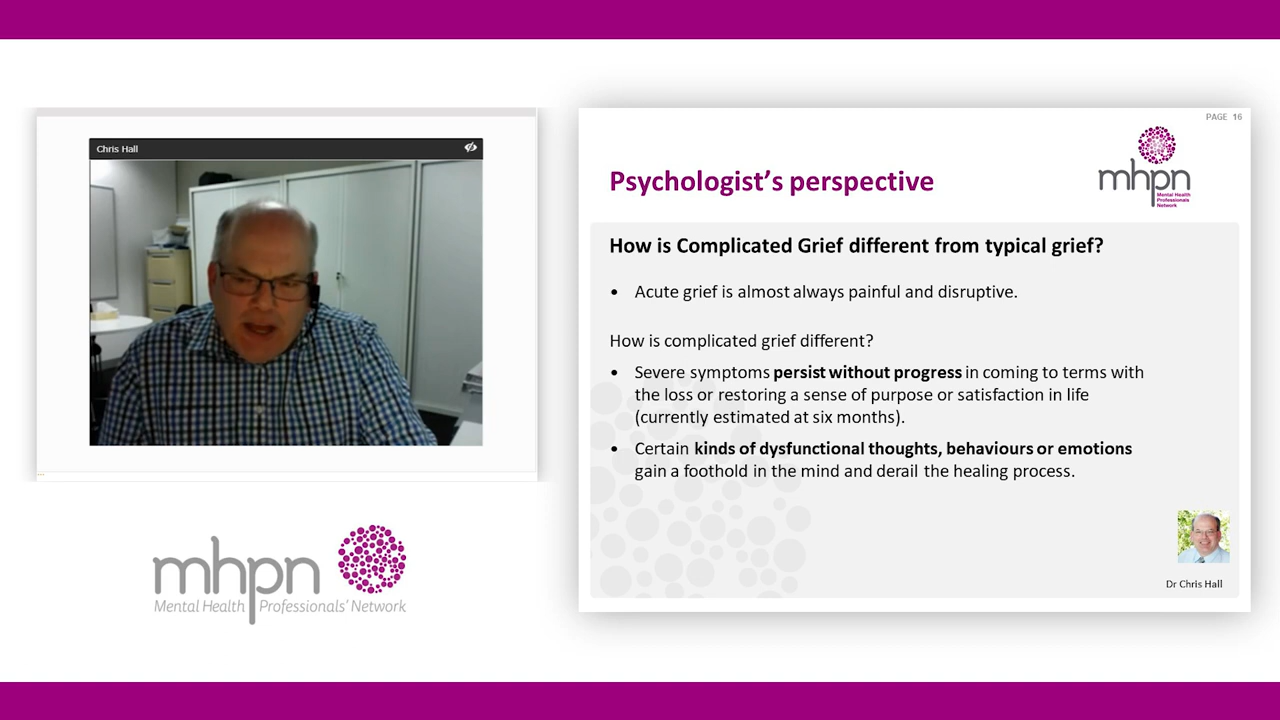 Chris Hall
mhpn
Mental Health Professionals' Network
PAGE 16
Psychologist's perspective
mhpn
Mental Health
Professionals
Network
How is Complicated Grief different from typical grief?
• Acute grief is almost always painful and disruptive.
How is complicated grief different?
• Severe symptoms persist without progress in coming to terms with
the loss or restoring a sense of purpose or satisfaction in life
(currently estimated at six months).
• Certain kinds of dysfunctional thoughts, behaviours or emotions
gain a foothold in the mind and derail the healing process.
Dr Chris Hall